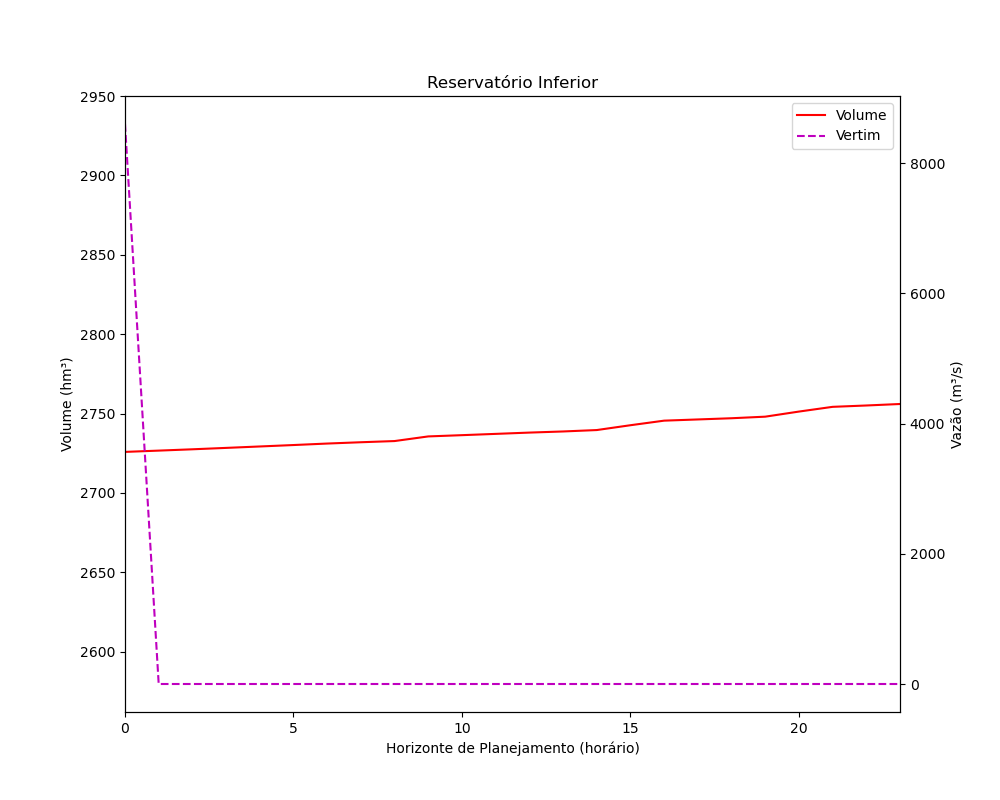 Reservatório Inferior
2950
2900
2850
2800
2750
2700
2650
2600
Volume (hm³)
Volume
Vertim
8000
6000
4000
2000
0
Vazão (m³/s)
0 5 10 15 20
Horizonte de Planejamento (horário)